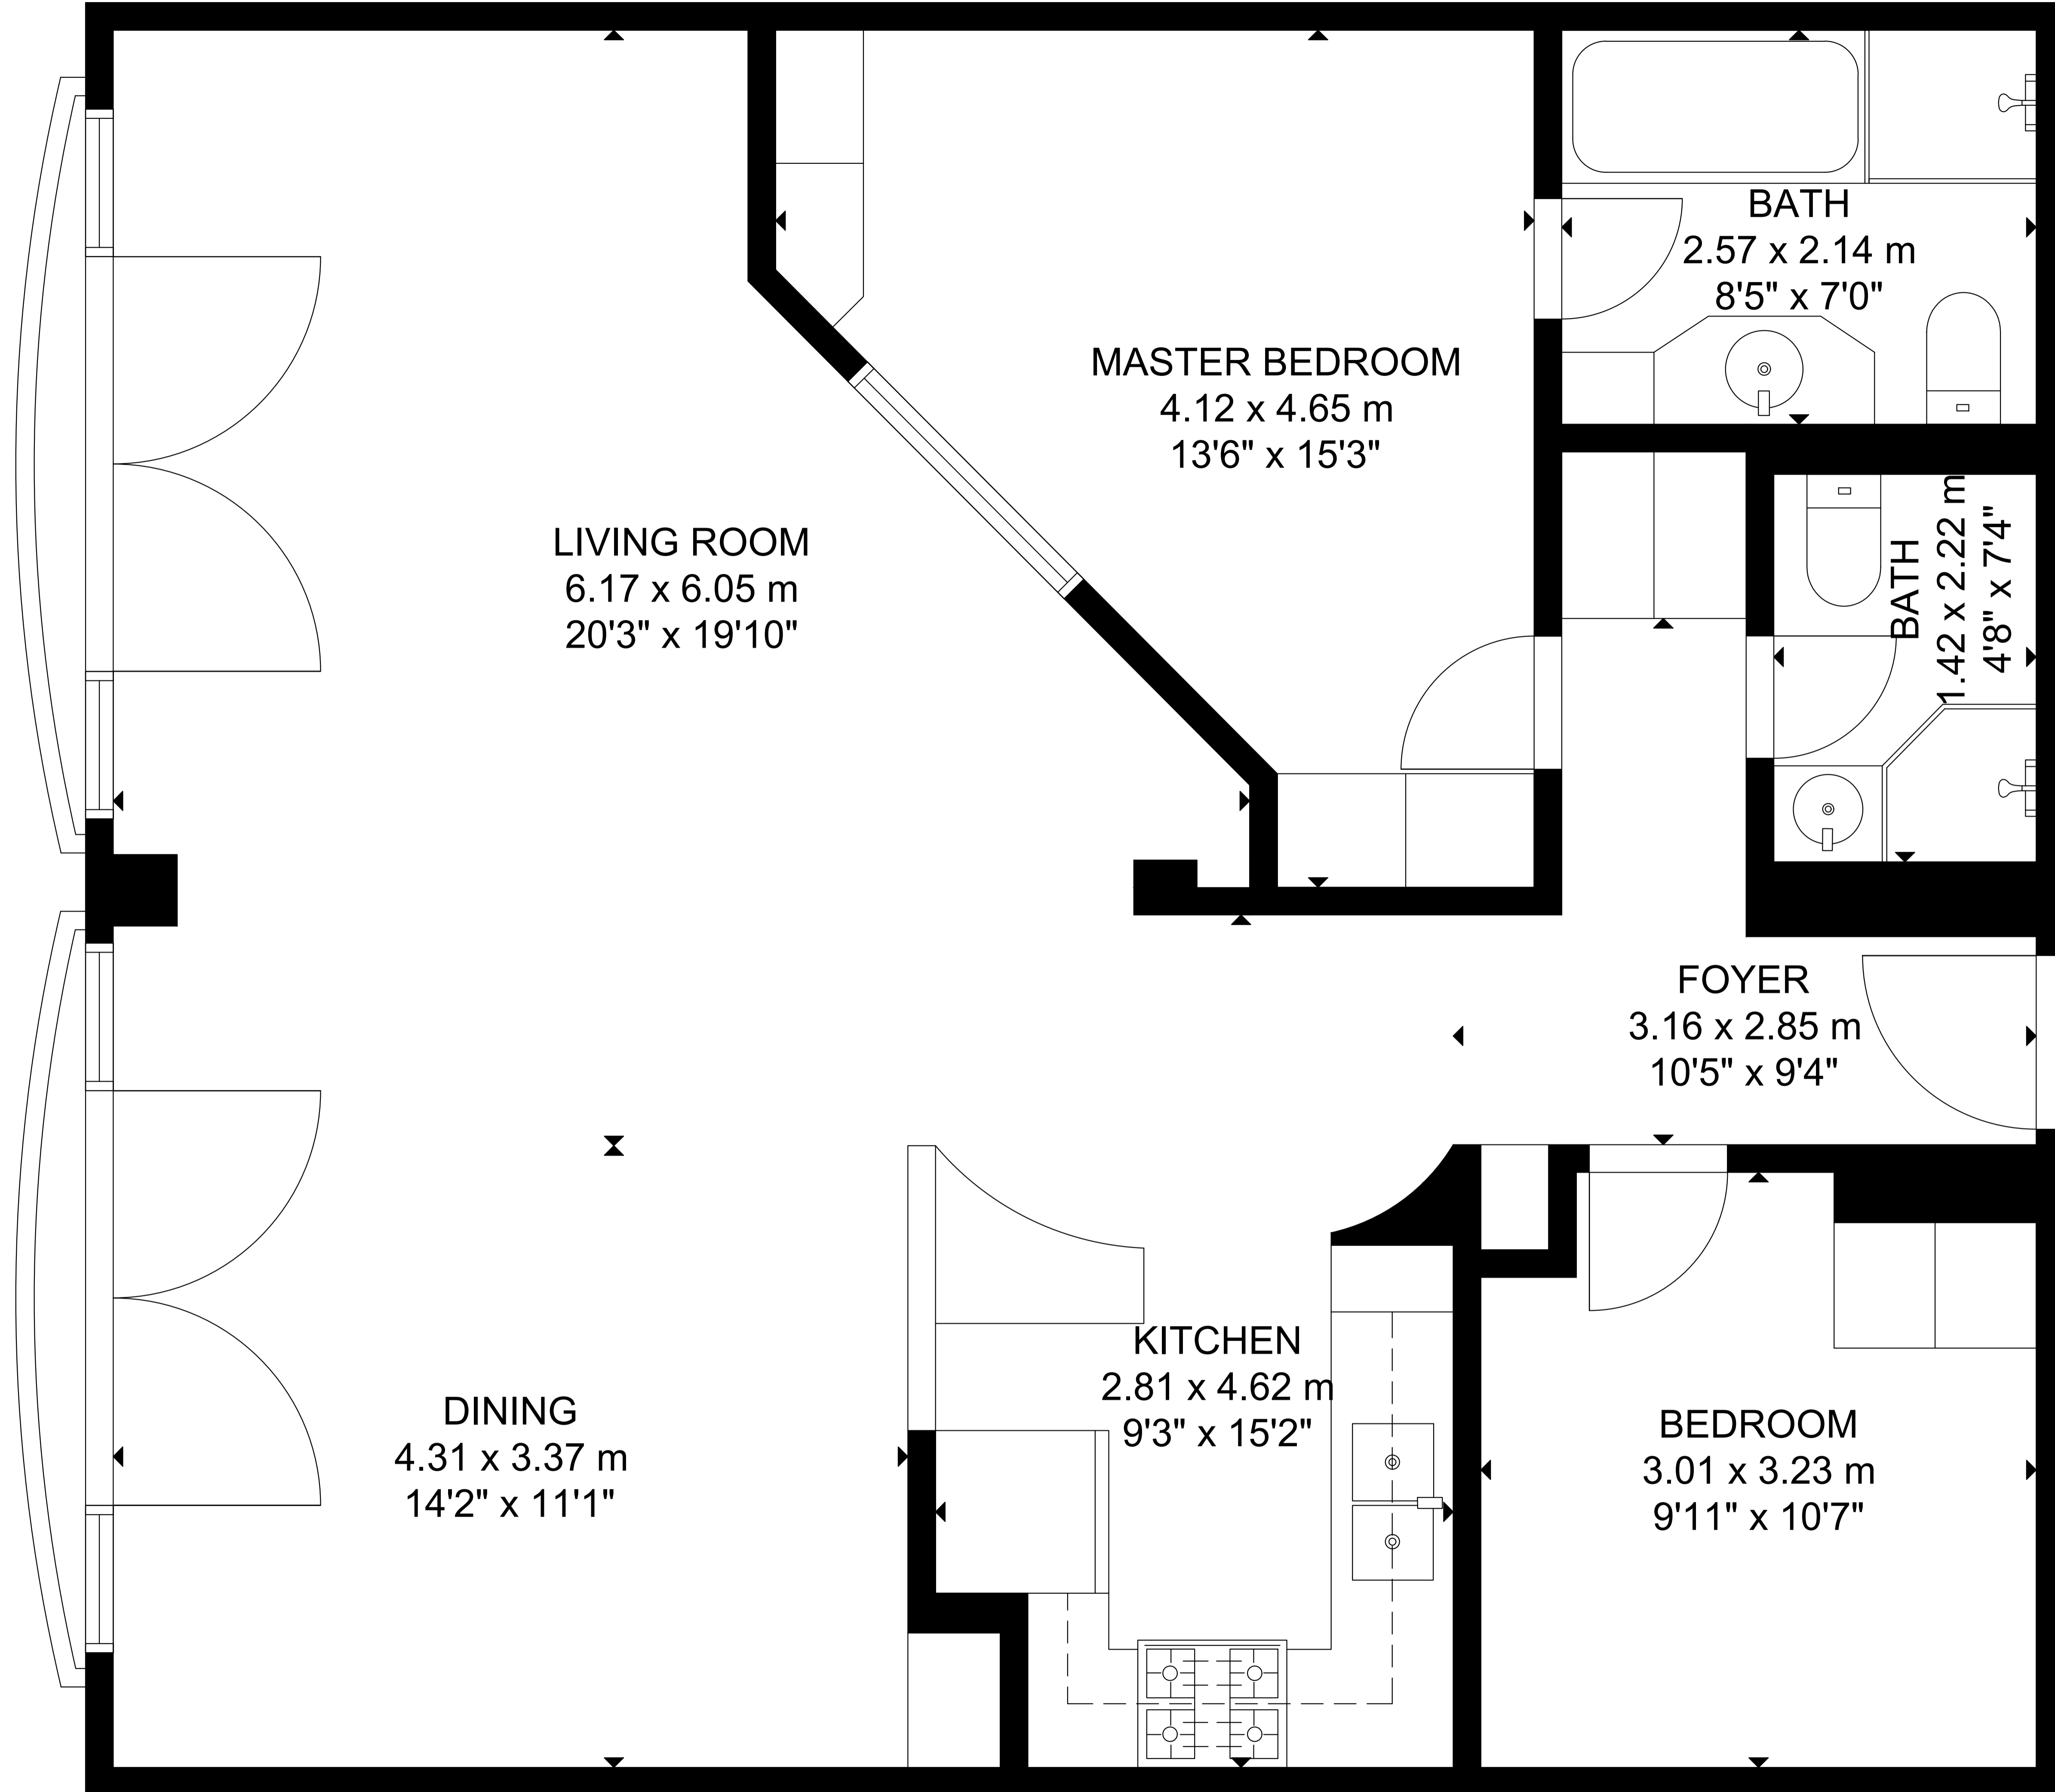 BATH
2.57 x 2.14 m
8'5" x 7'0"
MASTER BEDROOM
4.12 x 4.65 m
13'6" x 15'3"
LIVING ROOM
6.17 x 6.05 m
20'3" x 19'10"
BATH
1.42 x 2.22 m
4'8" x 7'4"
FOYER
3.16 x 2.85 m
10'5" x 9'4"
KITCHEN
2.81 x 4.62 m
9'3" x 15'2"
DINING
4.31 x 3.37 m
14'2" x 11'1"
BEDROOM
3.01 x 3.23 m
9'11" x 10'7"